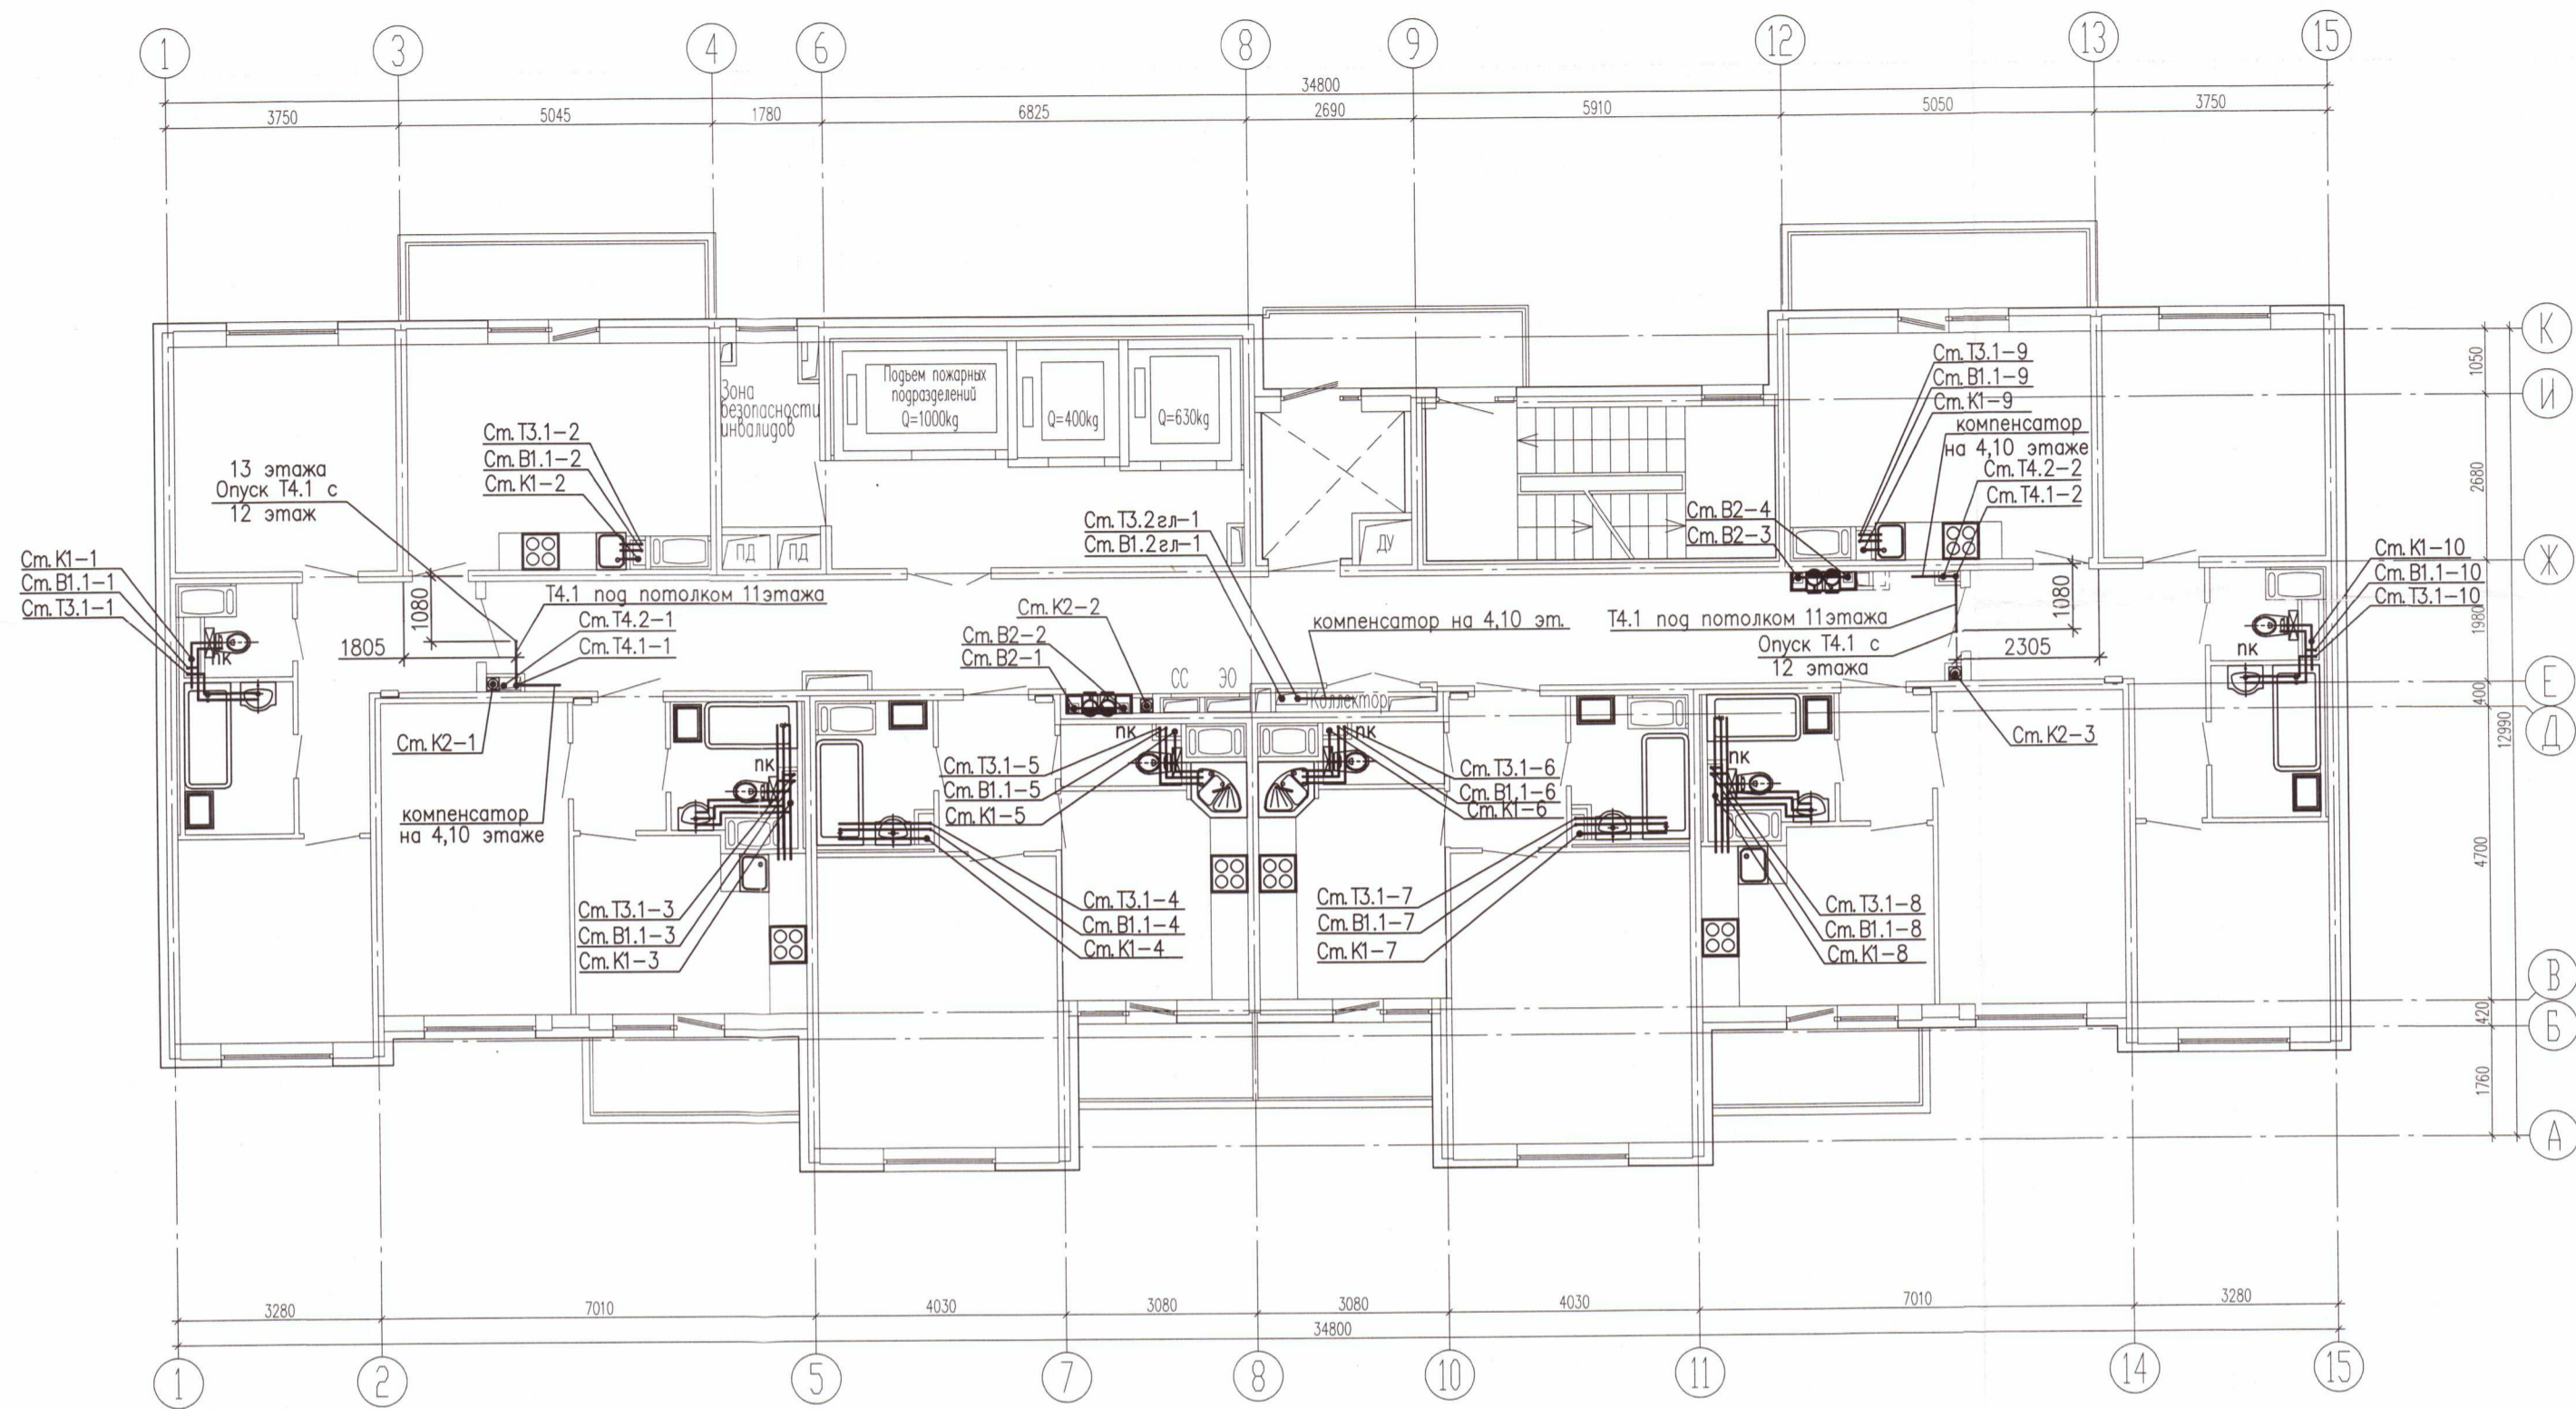 1 3 4 6 8 9 12 13 15
34800
3750 5045 1780 6825 2690 5910 5050 3750
К
И
Ж
Е
Д
В
Б
А
1050
2680
1980
400
4700
420
1760
12990
Зона
безопасности
инвалидов
Подъем пожарных
подразделений
Q=1000kg
Q=400kg
Q=630kg
Ст.Т3.1-2
Ст.В1.1-2
Ст.К1-2
13 этажа
Опуск Т4.1 с
12 этаж
Ст.К1-1
Ст.В1.1-1
Ст.Т3.1-1
пк
1805
1080
Т4.1 под потолком 11этажа
Ст.Т4.2-1
Ст.Т4.1-1
Ст.К2-1
компенсатор
на 4,10 этаже
ПД ПД
Ст.Т3.2гл-1
Ст.В1.2гл-1
ДУ
Ст.К2-2
Ст.В2-2
Ст.В2-1
СС ЭО
компенсатор на 4,10 эт.
Коллектор
Ст.Т3.1-9
Ст.В1.1-9
Ст.К1-9
компенсатор
на 4,10 этаже
Ст.Т4.2-2
Ст.Т4.1-2
Ст.В2-4
Ст.В2-3
Т4.1 под потолком 11этажа
Опуск Т4.1 с
12 этажа
1080
2305
Ст.К2-3
Ст.К1-10
Ст.В1.1-10
Ст.Т3.1-10
пк
пк
Ст.Т3.1-3
Ст.В1.1-3
Ст.К1-3
пк
Ст.Т3.1-5
Ст.В1.1-5
Ст.К1-5
Ст.Т3.1-4
Ст.В1.1-4
Ст.К1-4
пк
Ст.Т3.1-6
Ст.В1.1-6
Ст.К1-6
Ст.Т3.1-7
Ст.В1.1-7
Ст.К1-7
пк
Ст.Т3.1-8
Ст.В1.1-8
Ст.К1-8
3280 7010 4030 3080 3080 4030 7010 3280
34800
1 2 5 7 8 10 11 14 15